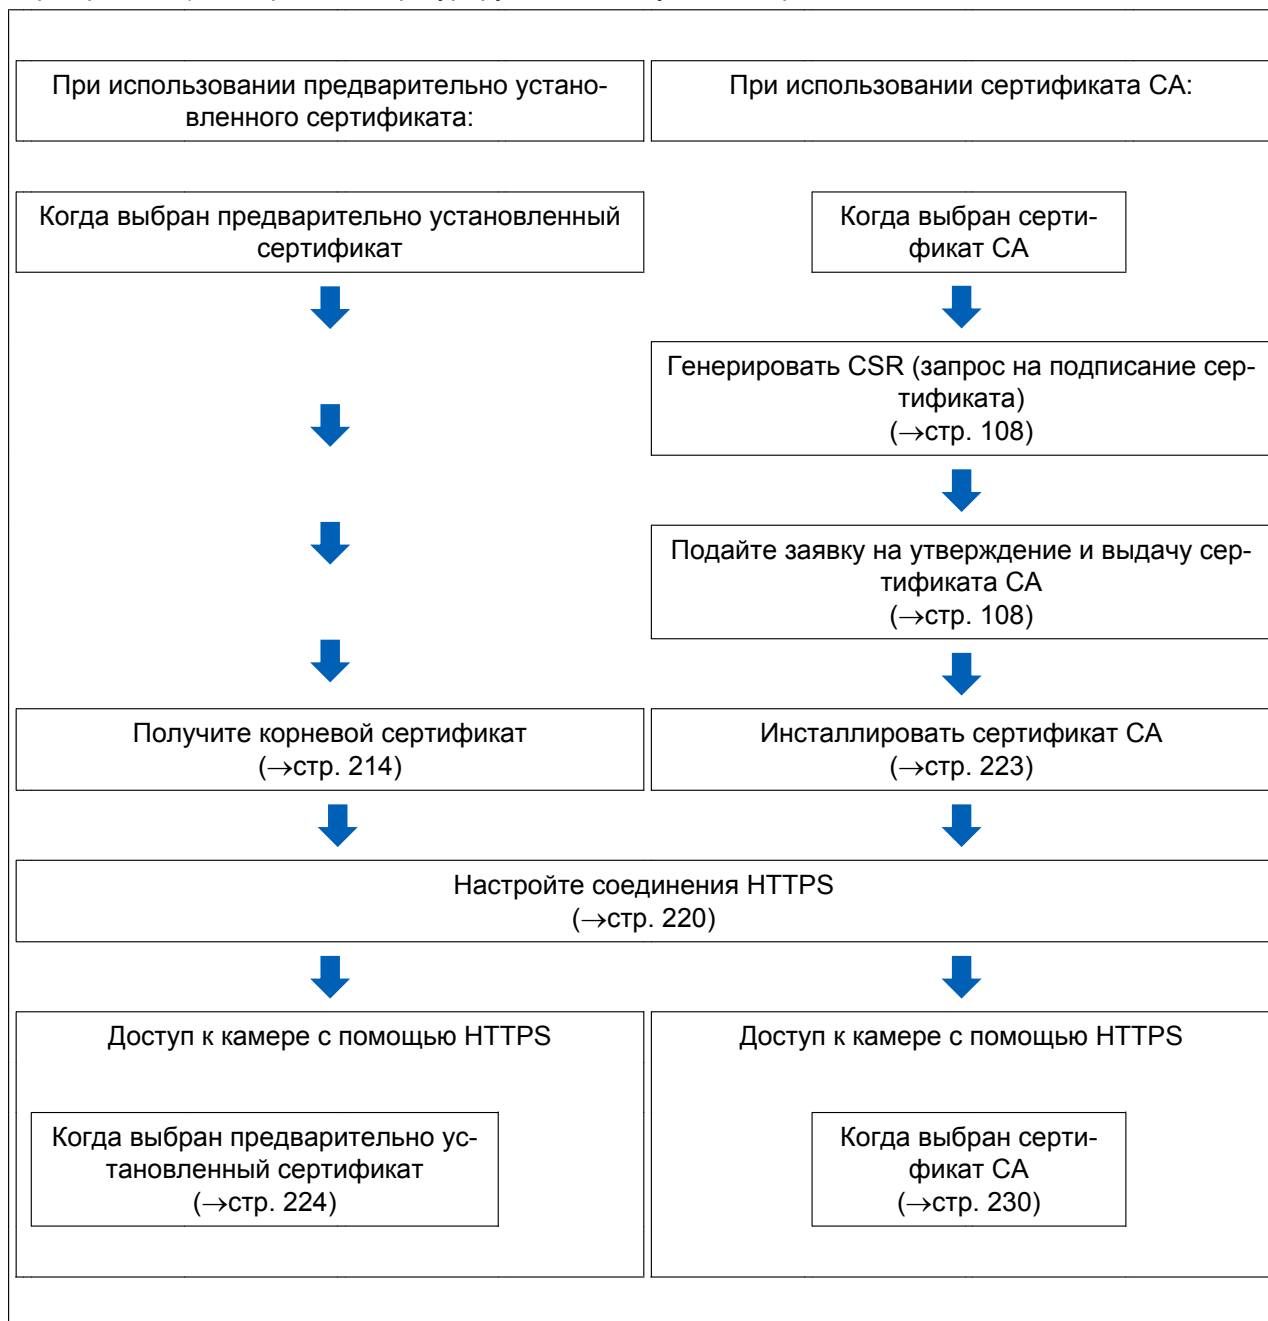 При использовании предварительно уста-
вленного сертификата:
При использовании сертификата CA:
Когда выбран предварительно установленный
сертификат
Когда выбран серти-
фикат CA
Генерировать CSR (запрос на подписание сер-
тификата)
(→стр. 108)
Подайте заявку на утверждение и выдачу сер-
тификата CA
(→стр. 108)
Получите корневой сертификат
(→стр. 214)
Инсталлировать сертификат CA
(→стр. 223)
Настройте соединения HTTPS
(→стр. 220)
Доступ к камере с помощью HTTPS
Когда выбран предварительно ус-
тановленный сертификат
(→стр. 224)
Доступ к камере с помощью HTTPS
Когда выбран серти-
фикат CA
(→стр. 230)